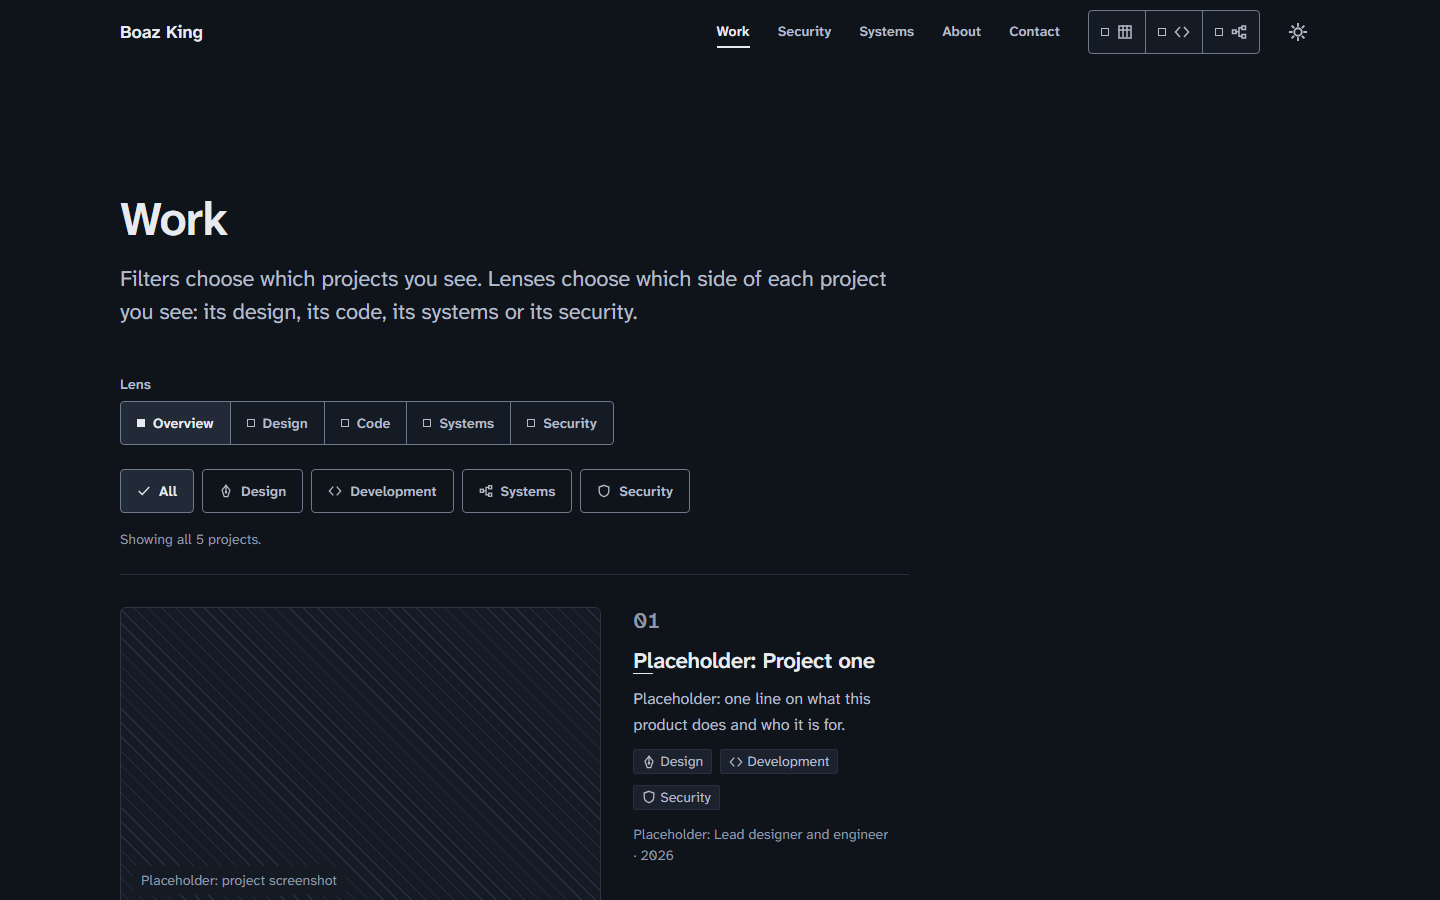 Boaz King
Work
Security
Systems
About
Contact
Work
Filters choose which projects you see. Lenses choose which side of each project
you see: its design, its code, its systems or its security.
Lens
Overview
Design
Code
Systems
Security
All
Design
Development
Systems
Security
Showing all 5 projects.
01
Placeholder: Project one
Placeholder: one line on what this
product does and who it is for.
Design
Development
Security
Placeholder: Lead designer and engineer
· 2026
Placeholder: project screenshot